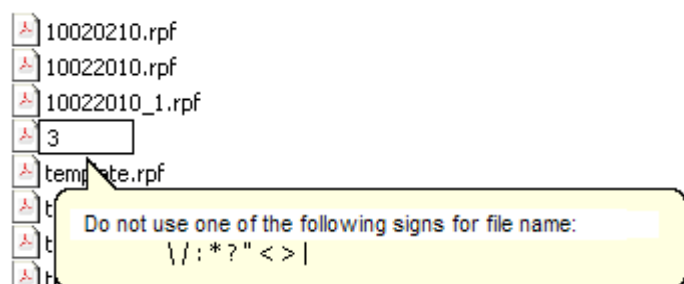 10020210.rpf
10022010.rpf
10022010_1.rpf
3
template.rpf
t
Do not use one of the following signs for file name:
t
\ / : * ? " < > |
t